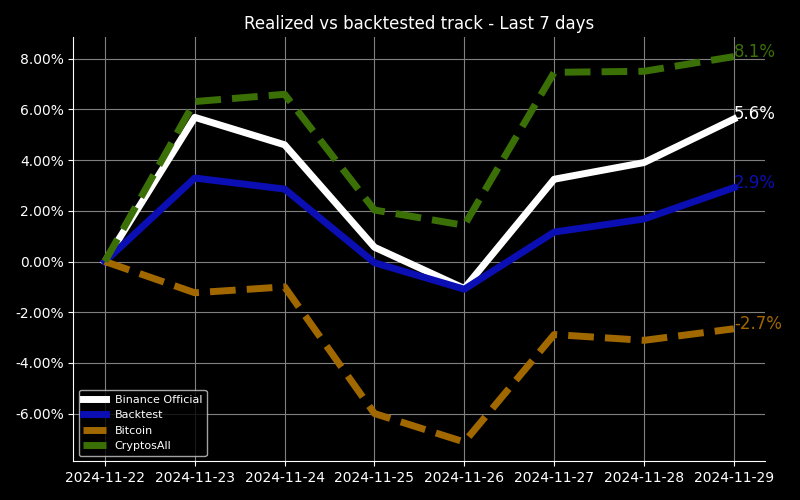 Realized vs backtested track - Last 7 days
8.00%
6.00%
4.00%
2.00%
0.00%
-2.00%
-4.00%
-6.00%
8.1%
5.6%
2.9%
-2.7%
Binance Official
Backtest
Bitcoin
CryptosAll
2024-11-22 2024-11-23 2024-11-24 2024-11-25 2024-11-26 2024-11-27 2024-11-28 2024-11-29